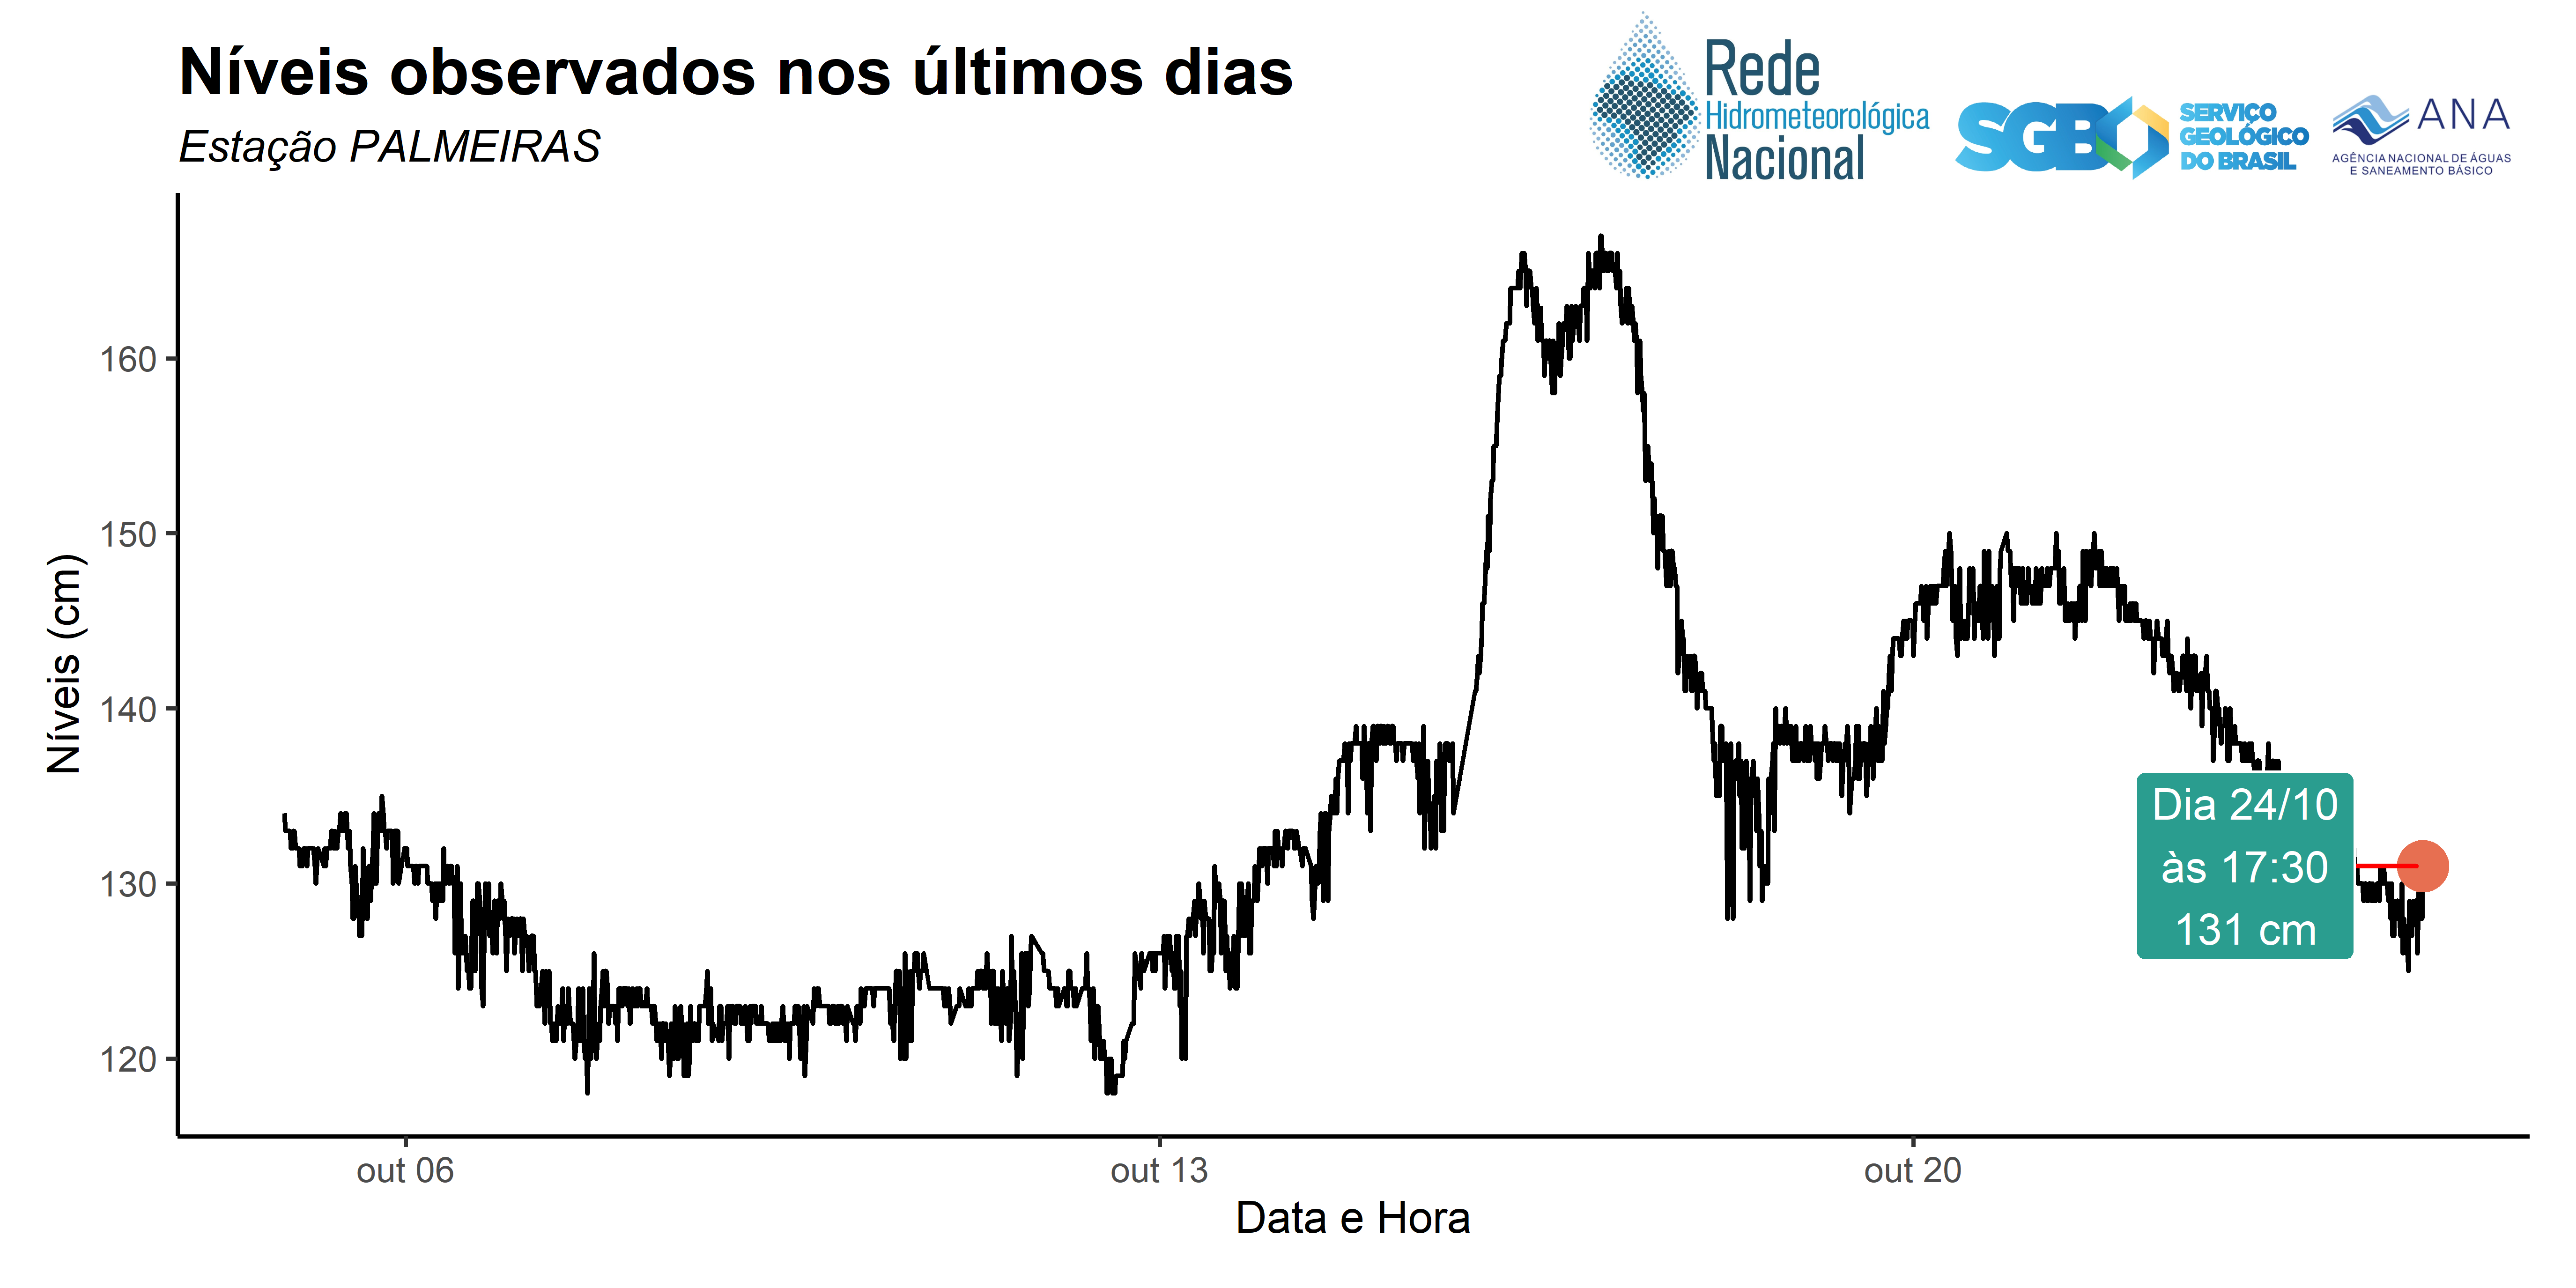 Níveis observados nos últimos dias
Estação PALMEIRAS
Rede
Hidrometeorológica
Nacional
SGB
SERVIÇO
GEOLÓGICO
DO BRASIL
ANA
AGÊNCIA NACIONAL DE ÁGUAS
E SANEAMENTO BÁSICO
Níveis (cm)
160
150
140
130
120
Dia 24/10
às 17:30
131 cm
out 06
out 13
out 20
Data e Hora